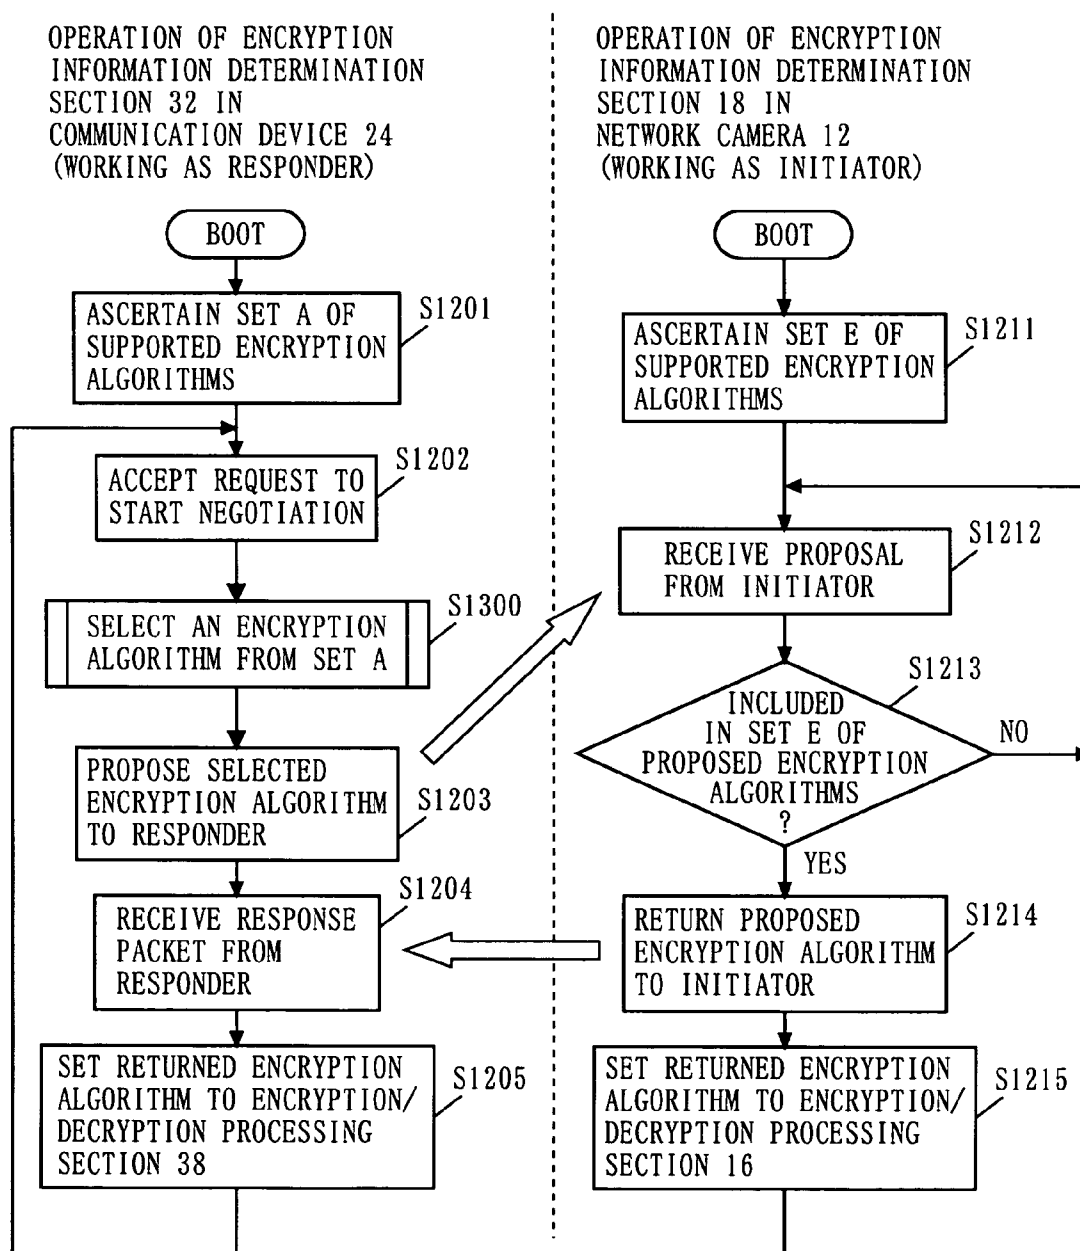 OPERATION OF ENCRYPTION
INFORMATION DETERMINATION
SECTION 32 IN
COMMUNICATION DEVICE 24
(WORKING AS RESPONDER)
BOOT
ASCERTAIN SET A OF
SUPPORTED ENCRYPTION
ALGORITHMS
S1201
ACCEPT REQUEST TO
START NEGOTIATION
S1202
SELECT AN ENCRYPTION
ALGORITHM FROM SET A
S1300
PROPOSE SELECTED
ENCRYPTION ALGORITHM
TO RESPONDER
S1203
RECEIVE RESPONSE
PACKET FROM
RESPONDER
S1204
SET RETURNED ENCRYPTION
ALGORITHM TO ENCRYPTION/
DECRYPTION PROCESSING
SECTION 38
S1205
OPERATION OF ENCRYPTION
INFORMATION DETERMINATION
SECTION 18 IN
NETWORK CAMERA 12
(WORKING AS INITIATOR)
BOOT
ASCERTAIN SET E OF
SUPPORTED ENCRYPTION
ALGORITHMS
S1211
RECEIVE PROPOSAL
FROM INITIATOR
S1212
INCLUDED
IN SET E OF
PROPOSED ENCRYPTION
ALGORITHMS
?
S1213
NO
YES
RETURN PROPOSED
ENCRYPTION ALGORITHM
TO INITIATOR
S1214
SET RETURNED ENCRYPTION
ALGORITHM TO ENCRYPTION/
DECRYPTION PROCESSING
SECTION 16
S1215